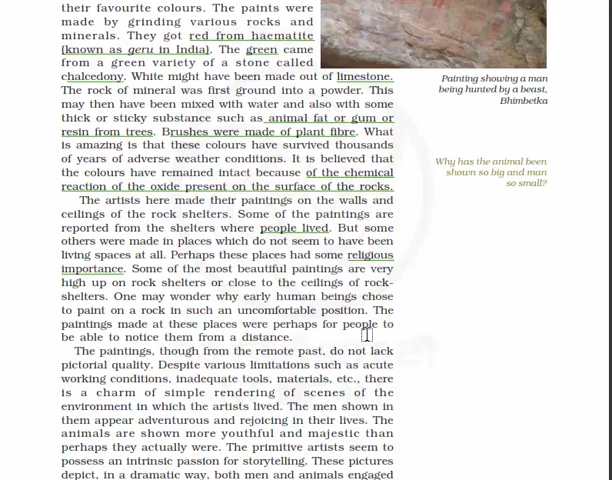 their favourite colours. The paints were
made by grinding various rocks and
minerals. They got red from haematite
(known as geru in India). The green came
from a green variety of a stone called
chalcedony. White might have been made out of limestone.
The rock of mineral was first ground into a powder. This
may then have been mixed with water and also with some
thick or sticky substance such as animal fat or gum or
resin from trees. Brushes were made of plant fibre. What
is amazing is that these colours have survived thousands
of years of adverse weather conditions. It is believed that
the colours have remained intact because of the chemical
reaction of the oxide present on the surface of the rocks.
The artists here made their paintings on the walls and
ceilings of the rock shelters. Some of the paintings are
reported from the shelters where people lived. But some
others were made in places which do not seem to have been
living spaces at all. Perhaps these places had some religious
importance. Some of the most beautiful paintings are very
high up on rock shelters or close to the ceilings of rock-
shelters. One may wonder why early human beings chose
to paint on a rock in such an uncomfortable position. The
paintings made at these places were perhaps for people to
be able to notice them from a distance.
The paintings, though from the remote past, do not lack
pictorial quality. Despite various limitations such as acute
working conditions, inadequate tools, materials, etc., there
is a charm of simple rendering of scenes of the
environment in which the artists lived. The men shown in
them appear adventurous and rejoicing in their lives. The
animals are shown more youthful and majestic than
perhaps they actually were. The primitive artists seem to
possess an intrinsic passion for storytelling. These pictures
depict, in a dramatic way, both men and animals engaged
Painting showing a man
being hunted by a beast,
Bhimbetka
Why has the animal been
shown so big and man
so small?